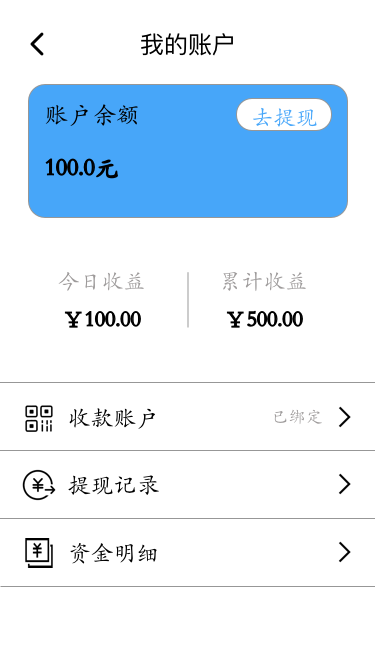 我的账户
账户余额
去提现
100.0元
今日收益
累计收益
￥100.00
￥500.00
收款账户
已绑定
提现记录
资金明细